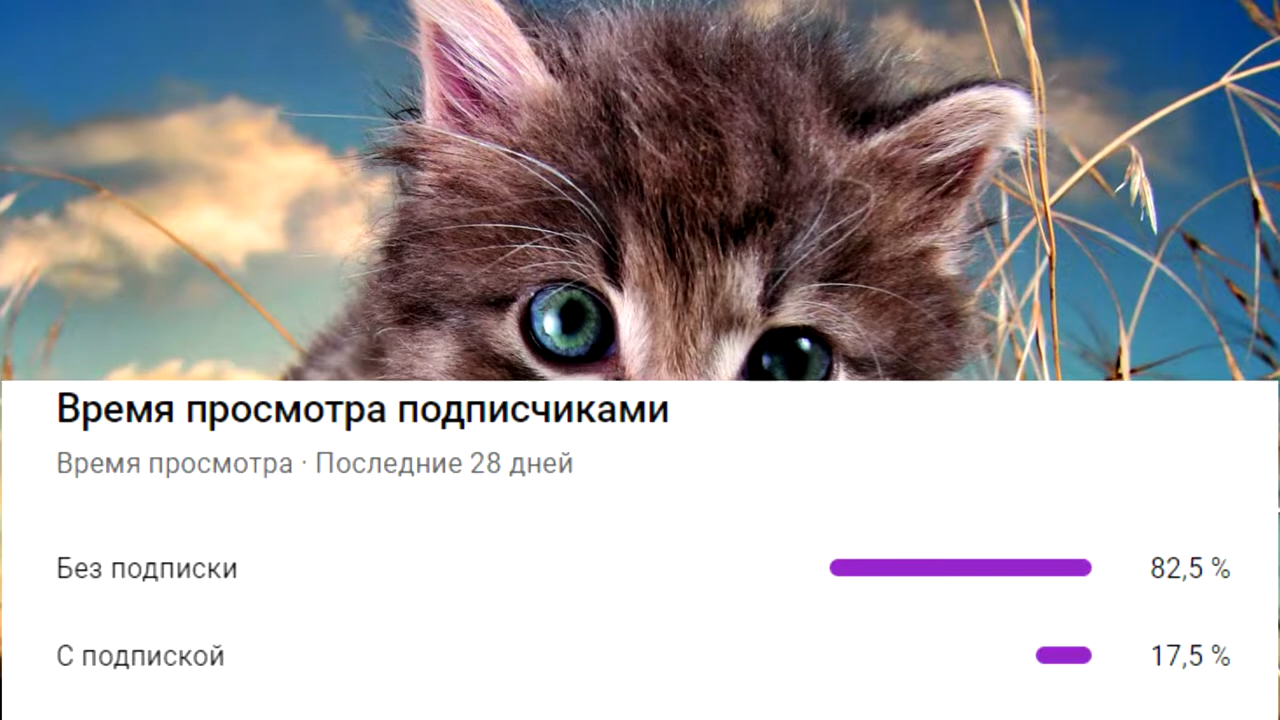 Время просмотра подписчиками
Время просмотра · Последние 28 дней
Без подписки 82,5 %
С подпиской 17,5 %